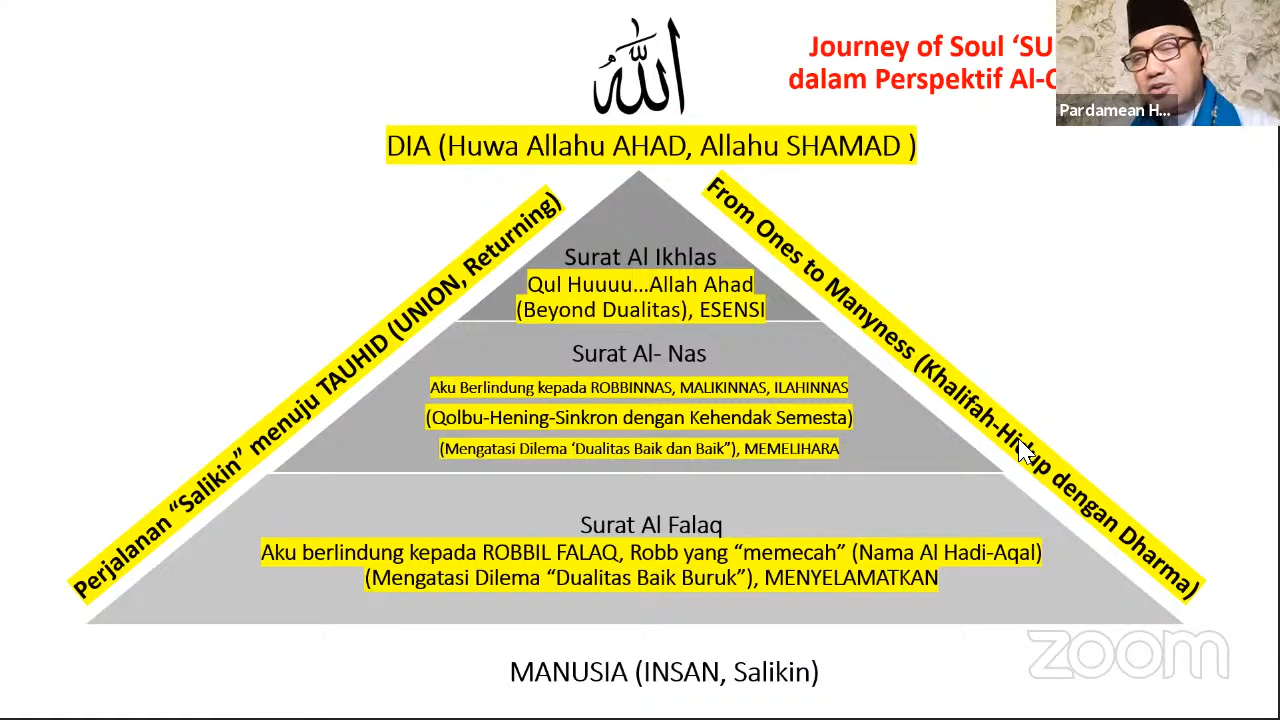 الله
Journey of Soul ‘SU
dalam Perspektif Al-
Pardamean H...
DIA (Huwa Allahu AHAD, Allahu SHAMAD )
Perjalanan “Salikin” menuju TAUHID (UNION, Returning)
From Ones to Manyness (Khalifah-Hidup dengan Dharma)
Surat Al Ikhlas
Qul Huuuu...Allah Ahad
(Beyond Dualitas), ESENSI
Surat Al- Nas
Aku Berlindung kepada ROBBINNAS, MALIKINNAS, ILAHINNAS
(Qolbu-Hening-Sinkron dengan Kehendak Semesta)
(Mengatasi Dilema ‘Dualitas Baik dan Baik”), MEMELIHARA
Surat Al Falaq
Aku berlindung kepada ROBBIL FALAQ, Robb yang “memecah” (Nama Al Hadi-Aqal)
(Mengatasi Dilema “Dualitas Baik Buruk”), MENYELAMATKAN
MANUSIA (INSAN, Salikin)
zoom